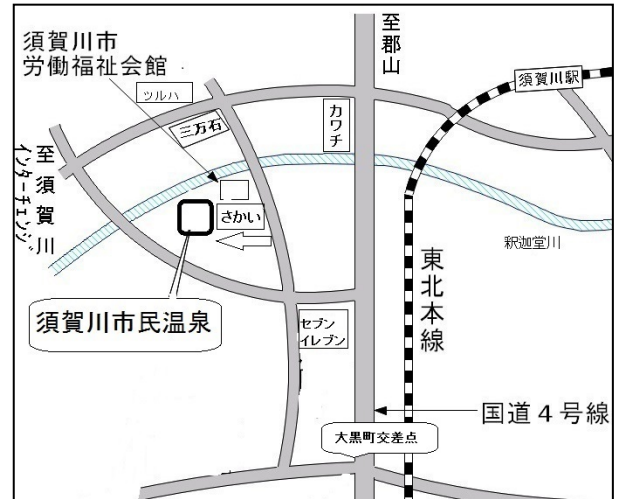 須賀川市
労働福祉会館
ツルハ
三万石
カワチ
至郡山
須賀川駅
至須賀川
インターチェンジ
さかい
釈迦堂川
須賀川市民温泉
東北本線
セブン
イレブン
国道４号線
大黒町交差点